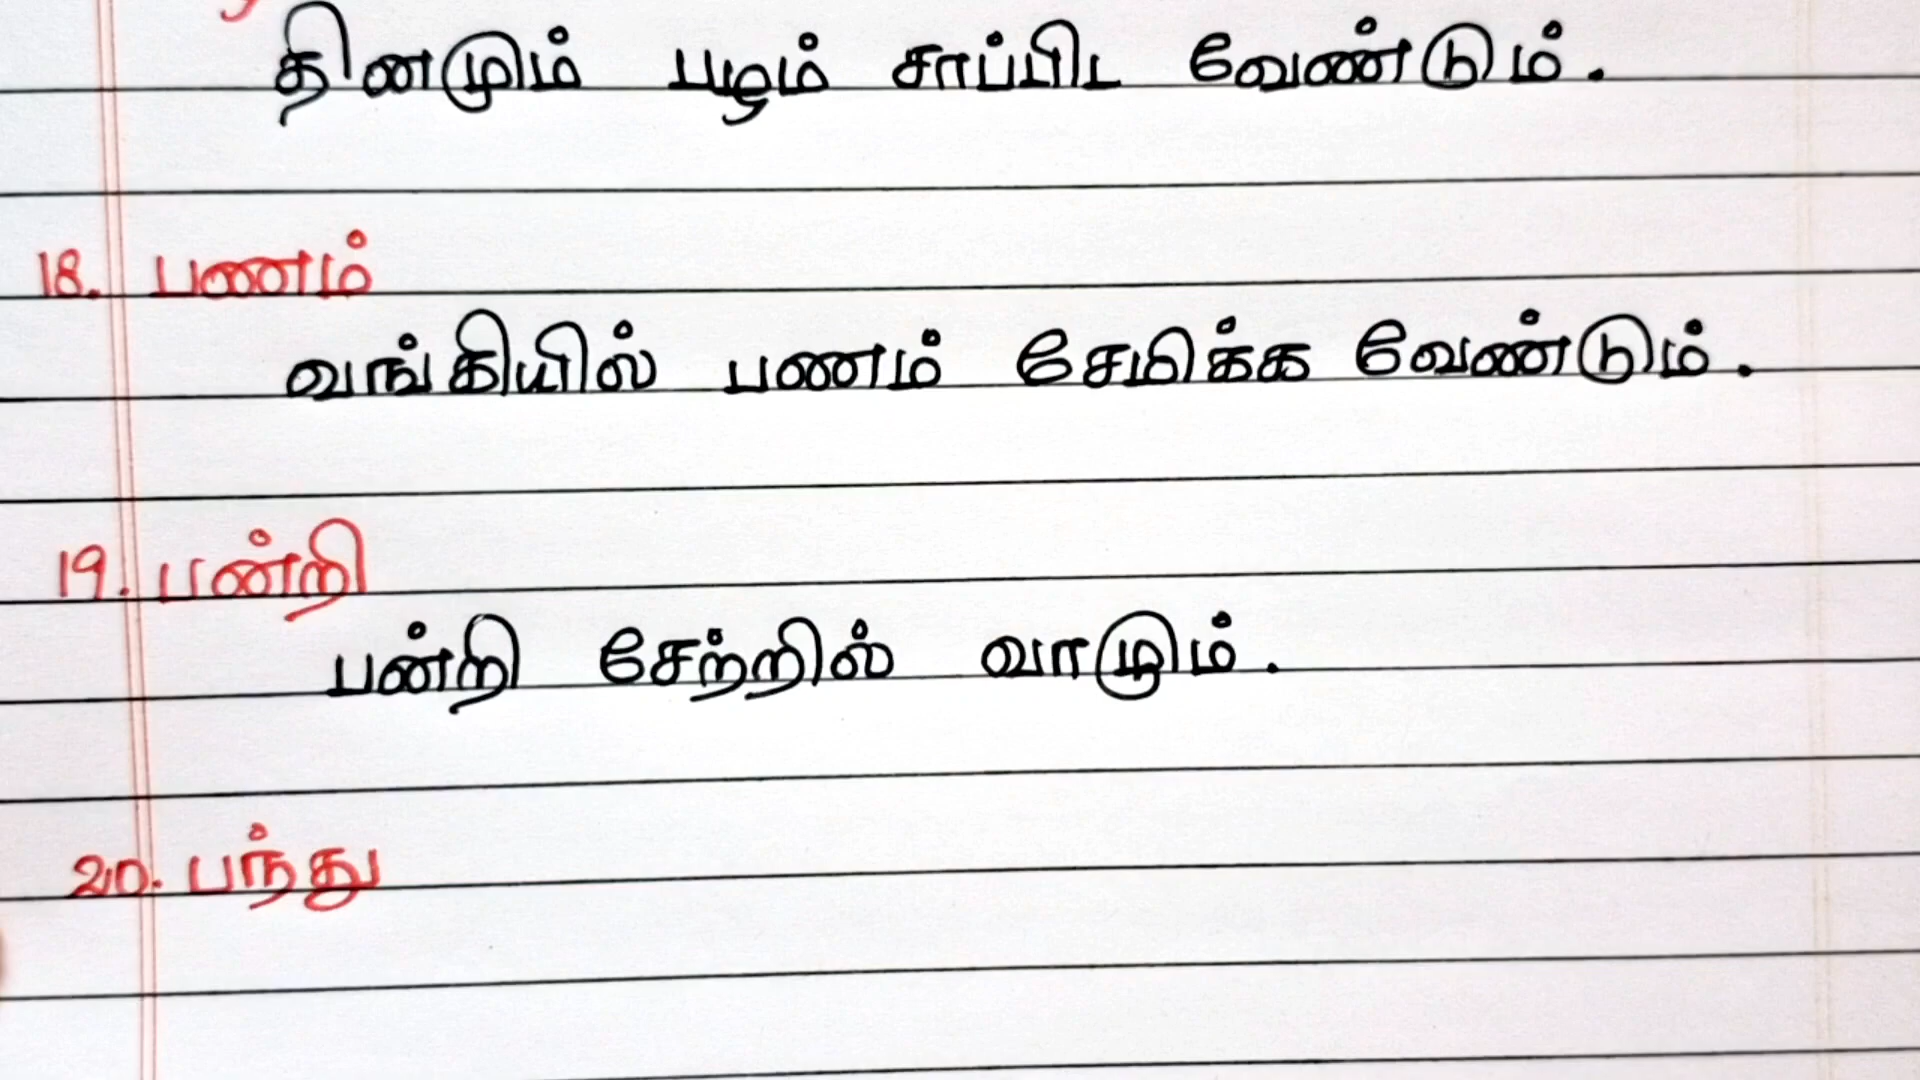 தினமும் பழம் சாப்பிட வேண்டும்.
18. பணம்
வங்கியில் பணம் சேமிக்க வேண்டும்.
19. பன்றி
பன்றி சேற்றில் வாழும்.
20. பந்து